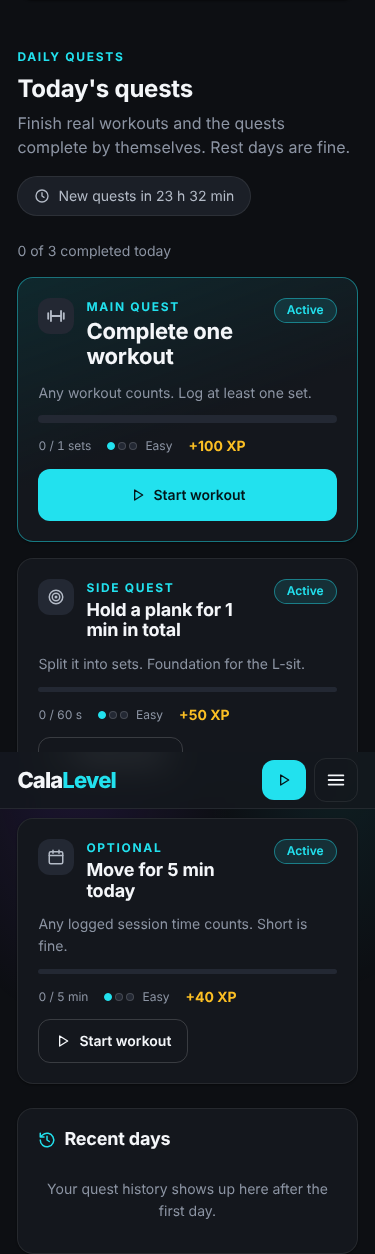 DAILY QUESTS
Today's quests
Finish real workouts and the quests
complete by themselves. Rest days are fine.
New quests in 23 h 32 min
0 of 3 completed today
MAIN QUEST
Active
Complete one
workout
Any workout counts. Log at least one set.
0 / 1 sets Easy +100 XP
Start workout
SIDE QUEST
Active
Hold a plank for 1
min in total
Split it into sets. Foundation for the L-sit.
0 / 60 s Easy +50 XP
CalaLevel
OPTIONAL
Active
Move for 5 min
today
Any logged session time counts. Short is
fine.
0 / 5 min Easy +40 XP
Start workout
Recent days
Your quest history shows up here after the
first day.